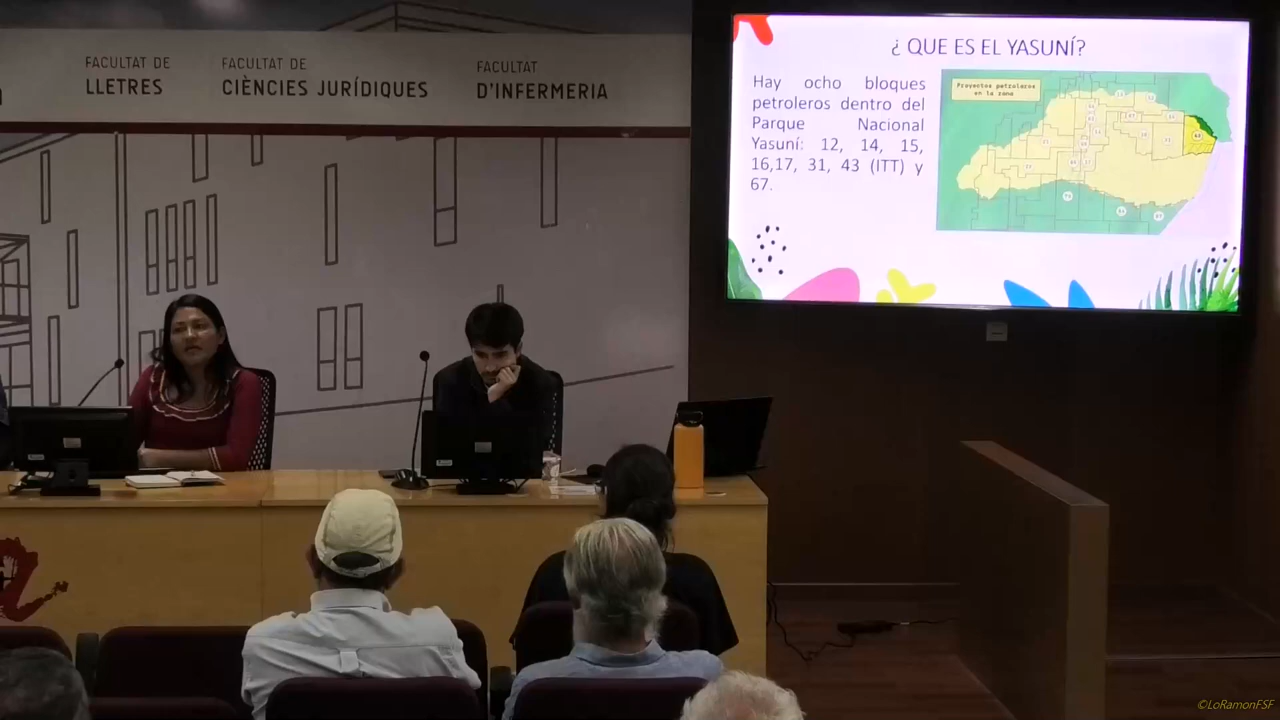 FACULTAT DE
LLETRES
FACULTAT DE
CIÈNCIES JURÍDIQUES
FACULTAT
D'INFERMERIA
¿ QUE ES EL YASUNÍ?
Hay ocho bloques
petroleros dentro del
Parque Nacional
Yasuní: 12, 14, 15,
16,17, 31, 43 (ITT) y
67.
Proyectos petroleros
en la zona
©LoRamonFSF